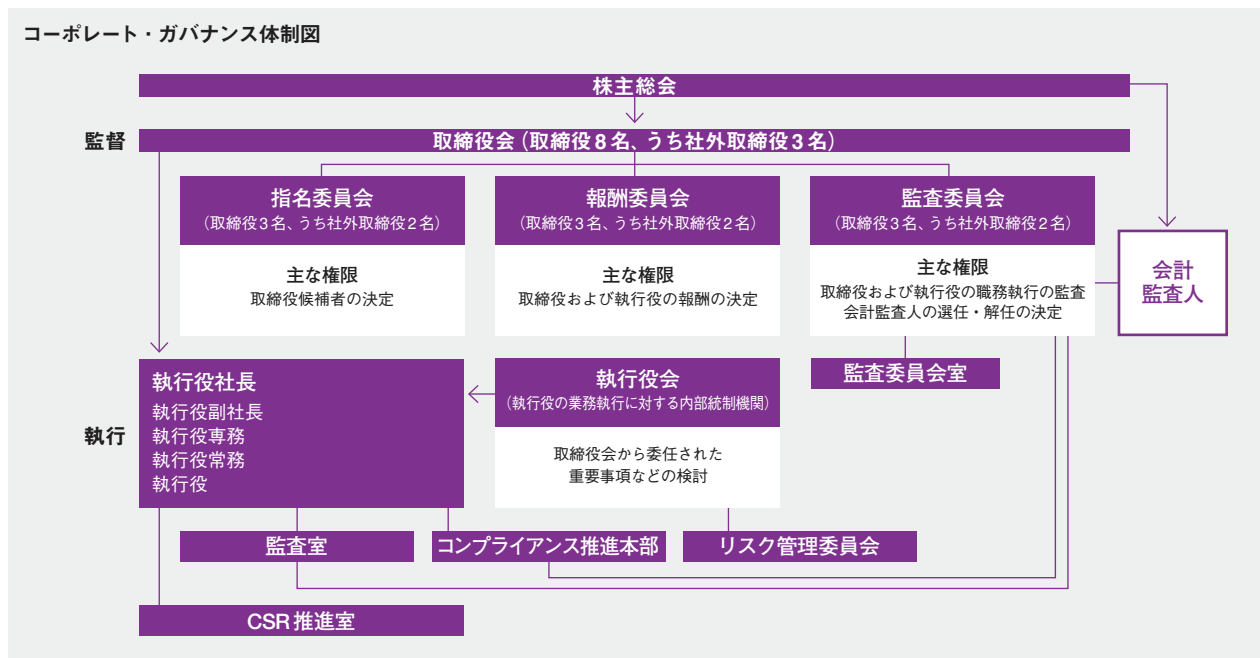 コーポレート・ガバナンス体制図
株主総会
監督
取締役会（取締役8名、うち社外取締役3名）
指名委員会
（取締役3名、うち社外取締役2名）
主な権限
取締役候補者の決定
報酬委員会
（取締役3名、うち社外取締役2名）
主な権限
取締役および執行役の報酬の決定
監査委員会
（取締役3名、うち社外取締役2名）
主な権限
取締役および執行役の職務執行の監査
会計監査人の選任・解任の決定
会計
監査人
監査委員会室
執行
執行役社長
執行役副社長
執行役専務
執行役常務
執行役
執行役会
（執行役の業務執行に対する内部統制機関）
取締役会から委任された
重要事項などの検討
監査室
コンプライアンス推進本部
リスク管理委員会
CSR推進室